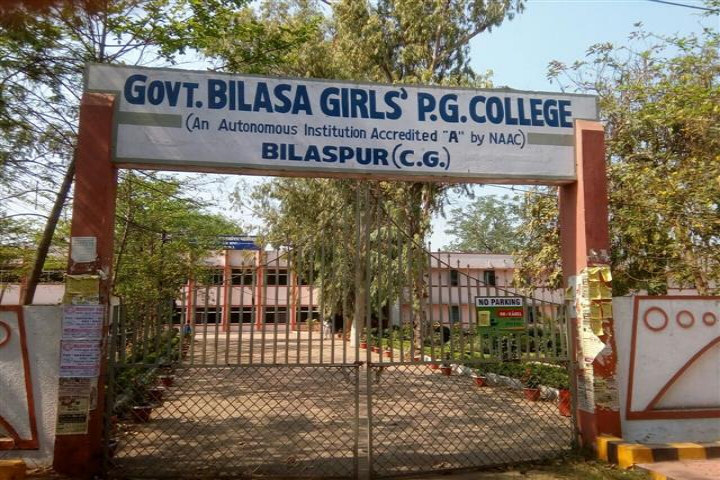 GOVT. BILASA GIRLS' P.G. COLLEGE
(An Autonomous Institution Accredited "A" by NAAC)
BILASPUR (C.G.)
NO PARKING